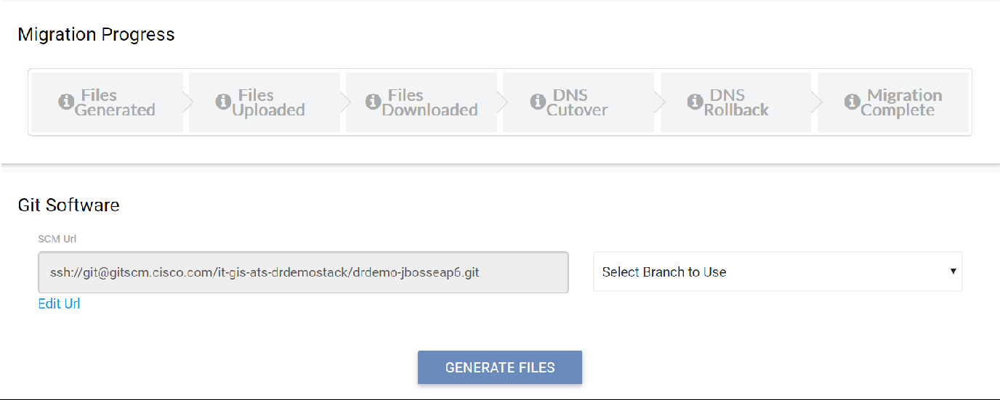 Migration Progress
Files
Generated
Files
Uploaded
Files
Downloaded
DNS
Cutover
DNS
Rollback
Migration
Complete
Git Software
SCM Url
ssh://git@gitscm.cisco.com/it-gis-ats-drdemostack/drdemo-jbosseap6.git
Select Branch to Use
Edit Url
GENERATE FILES